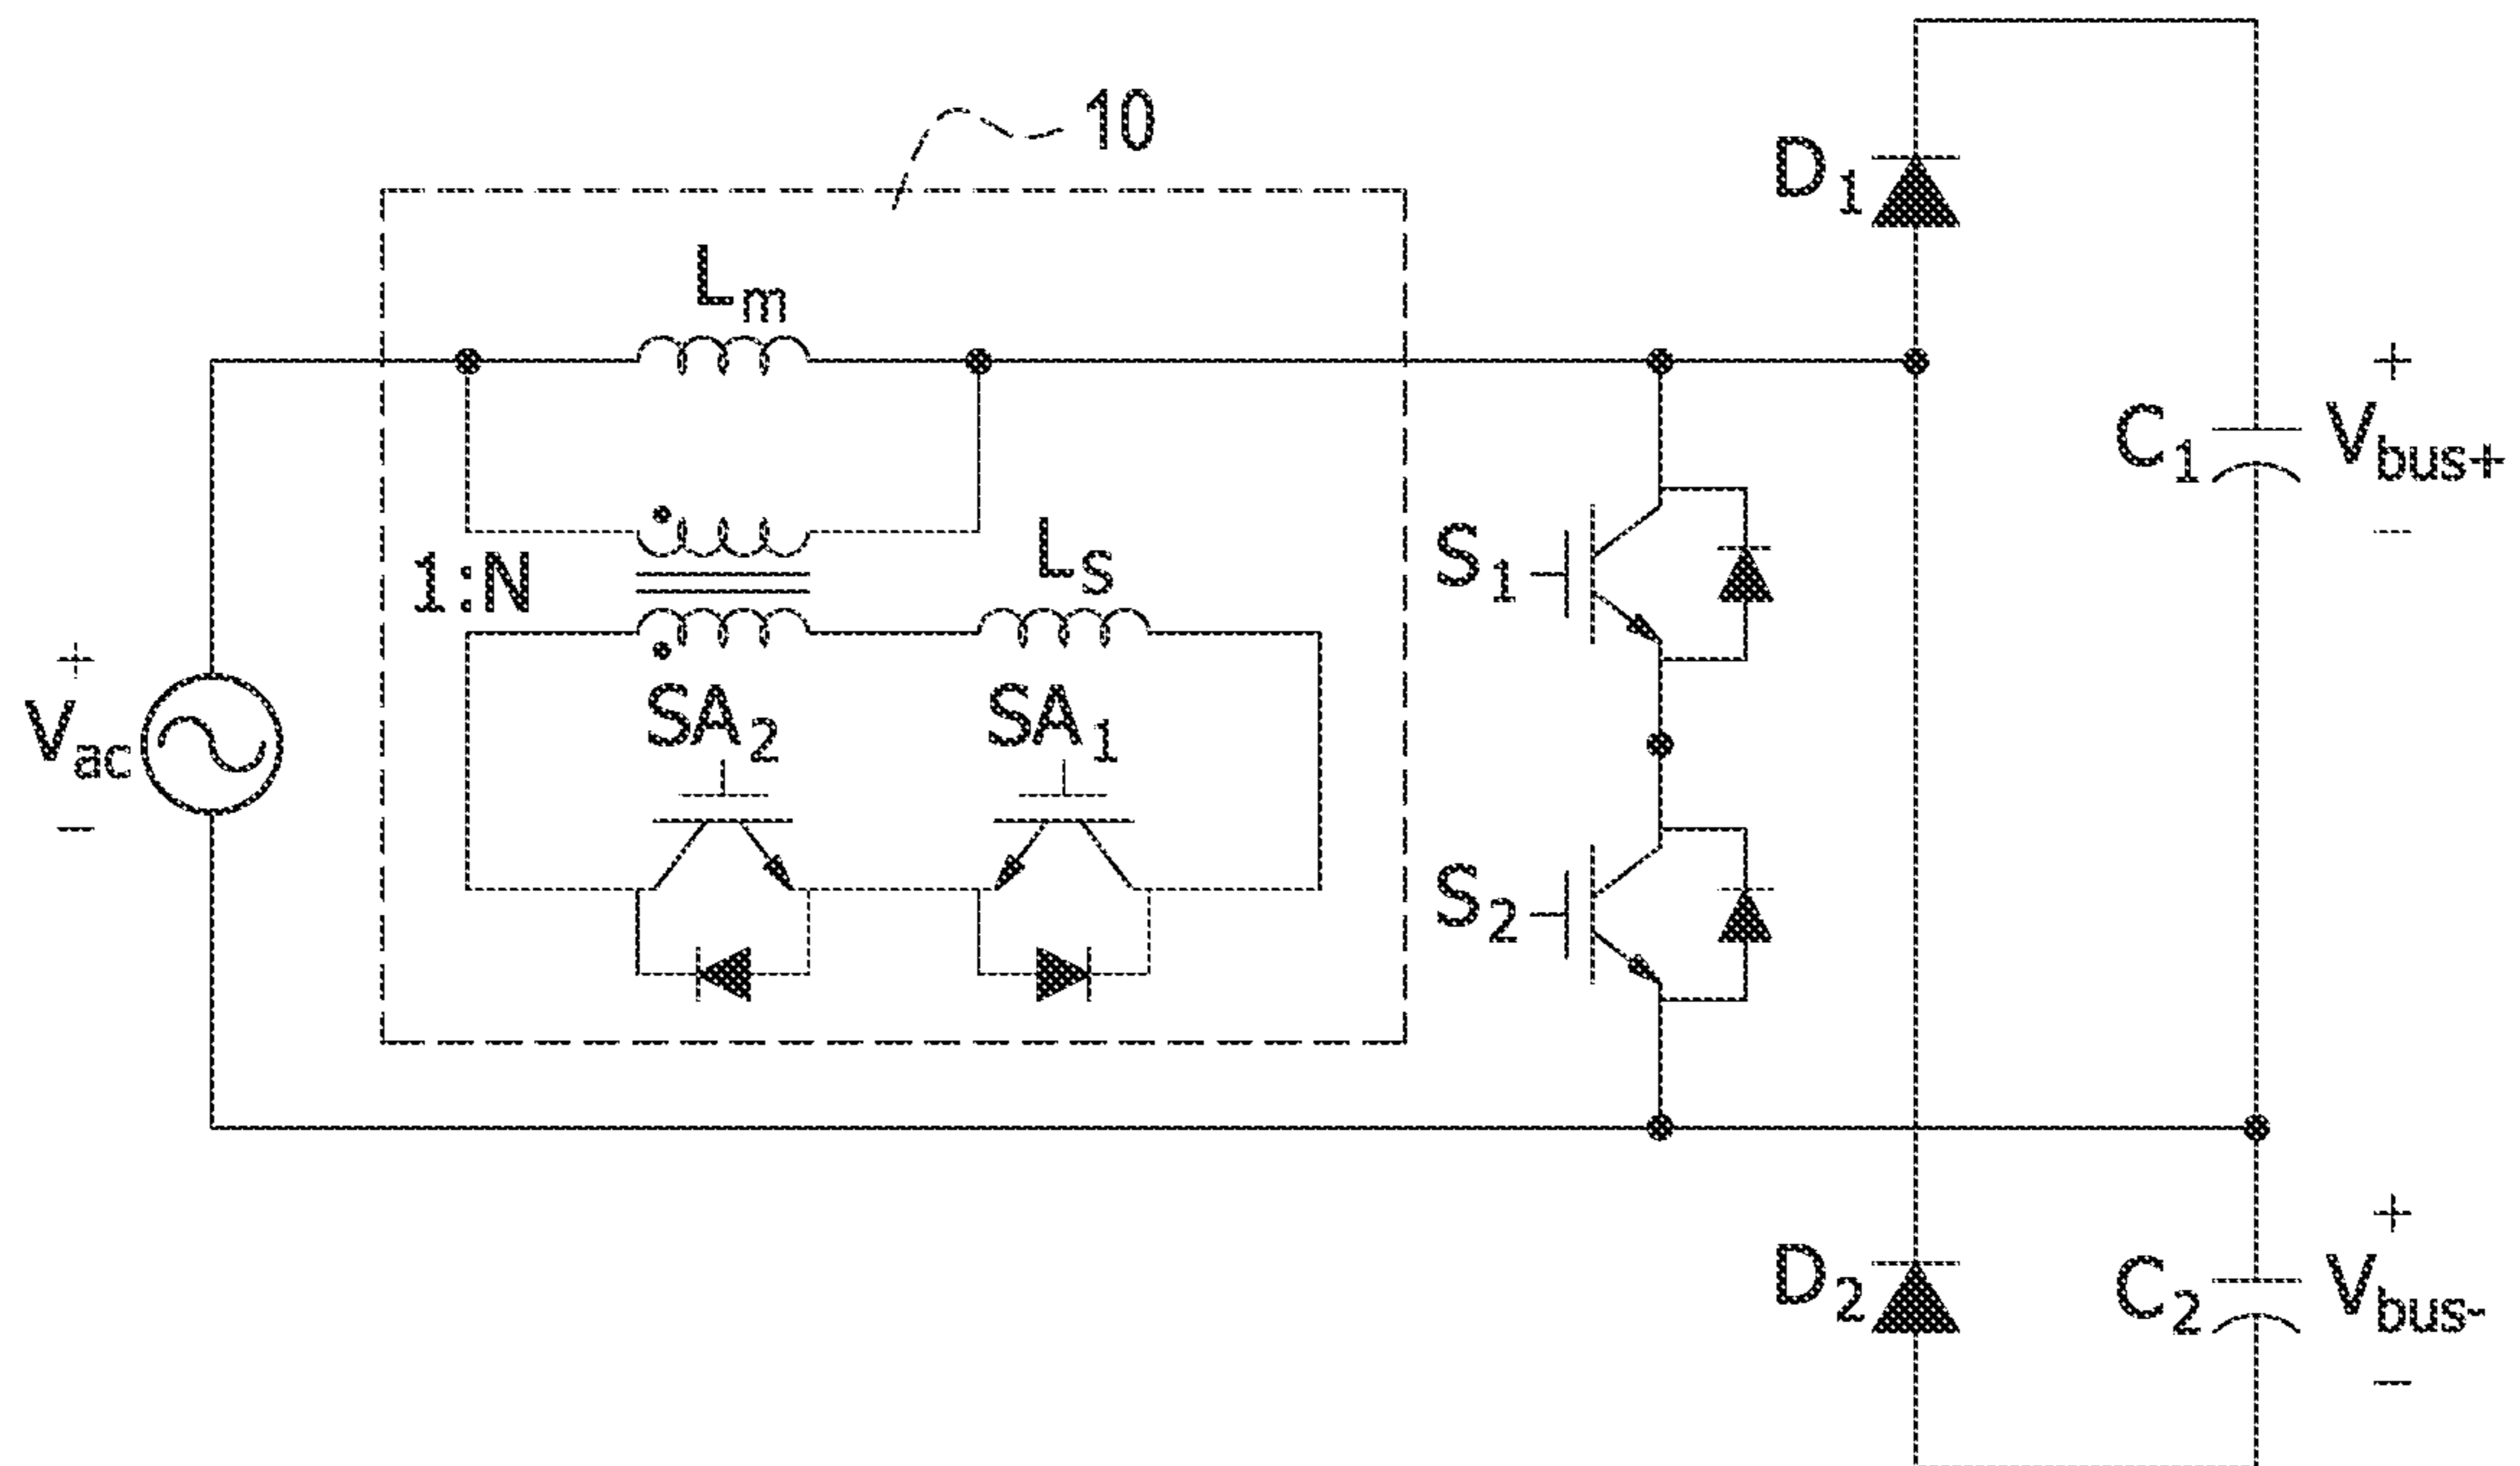 10
D1
Lm
+
C1 Vbus+
−
1:N
LS
S1
+
Vac
−
SA2 SA1
S2
+
D2 C2 Vbus-
−